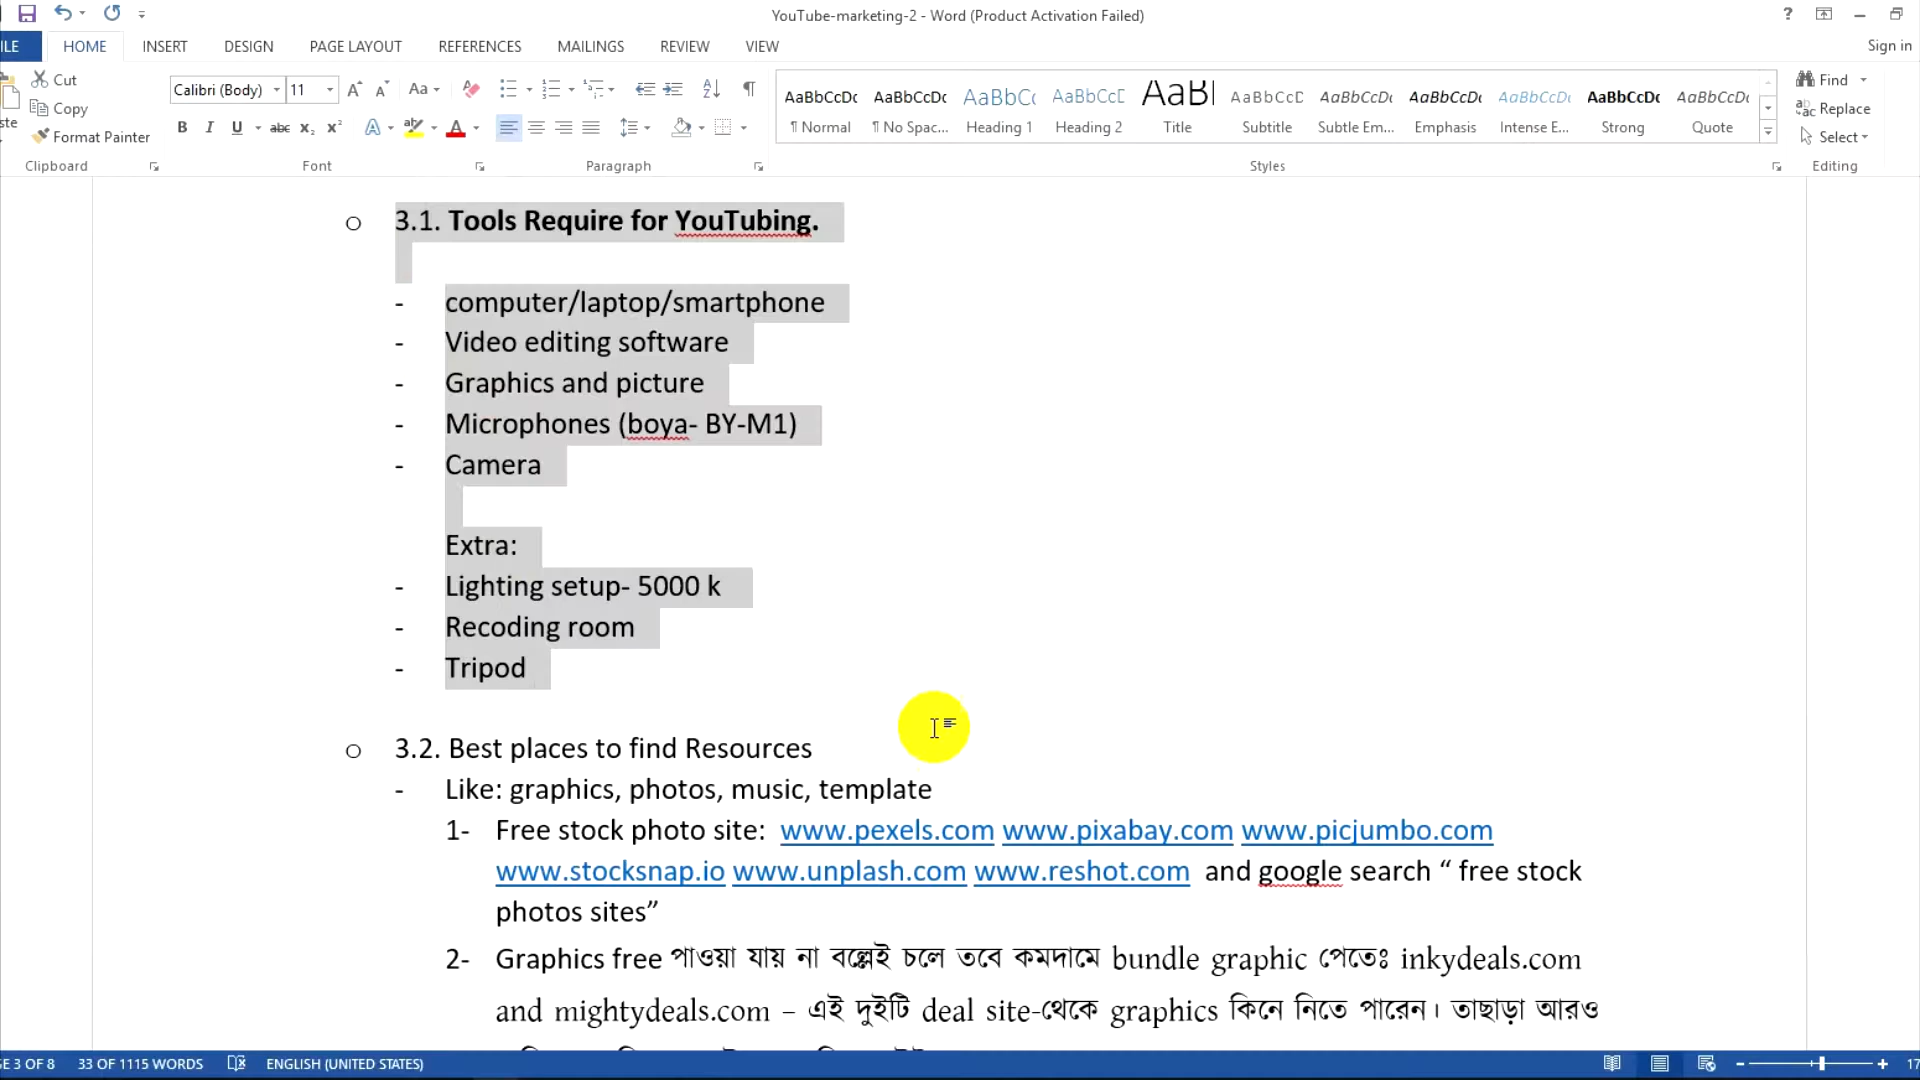 YouTube-marketing-2 - Word (Product Activation Failed)
HOME INSERT DESIGN PAGE LAYOUT REFERENCES MAILINGS REVIEW VIEW Sign in
Cut
Copy
Format Painter
Clipboard
Calibri (Body) 11
Font
Paragraph
AaBbCcDc AaBbCcDc AaBbCc AaBbCcD AaBl AaBbCcD AaBbCcDc AaBbCcDc AaBbCcDc AaBbCcDc AaBbCcDc
¶ Normal ¶ No Spac... Heading 1 Heading 2 Title Subtitle Subtle Em... Emphasis Intense E... Strong Quote
Styles
Find
Replace
Select
Editing
o 3.1. Tools Require for YouTubing.
- computer/laptop/smartphone
- Video editing software
- Graphics and picture
- Microphones (boya- BY-M1)
- Camera
Extra:
- Lighting setup- 5000 k
- Recoding room
- Tripod
o 3.2. Best places to find Resources
- Like: graphics, photos, music, template
1- Free stock photo site: www.pexels.com www.pixabay.com www.picjumbo.com
www.stocksnap.io www.unplash.com www.reshot.com and google search “ free stock
photos sites”
2- Graphics free পাওয়া যায় না বল্লেই চলে তবে কমদামে bundle graphic পেতেঃ inkydeals.com
and mightydeals.com – এই দুইটি deal site-থেকে graphics কিনে নিতে পারেন। তাছাড়া আরও
3 OF 8 33 OF 1115 WORDS ENGLISH (UNITED STATES)